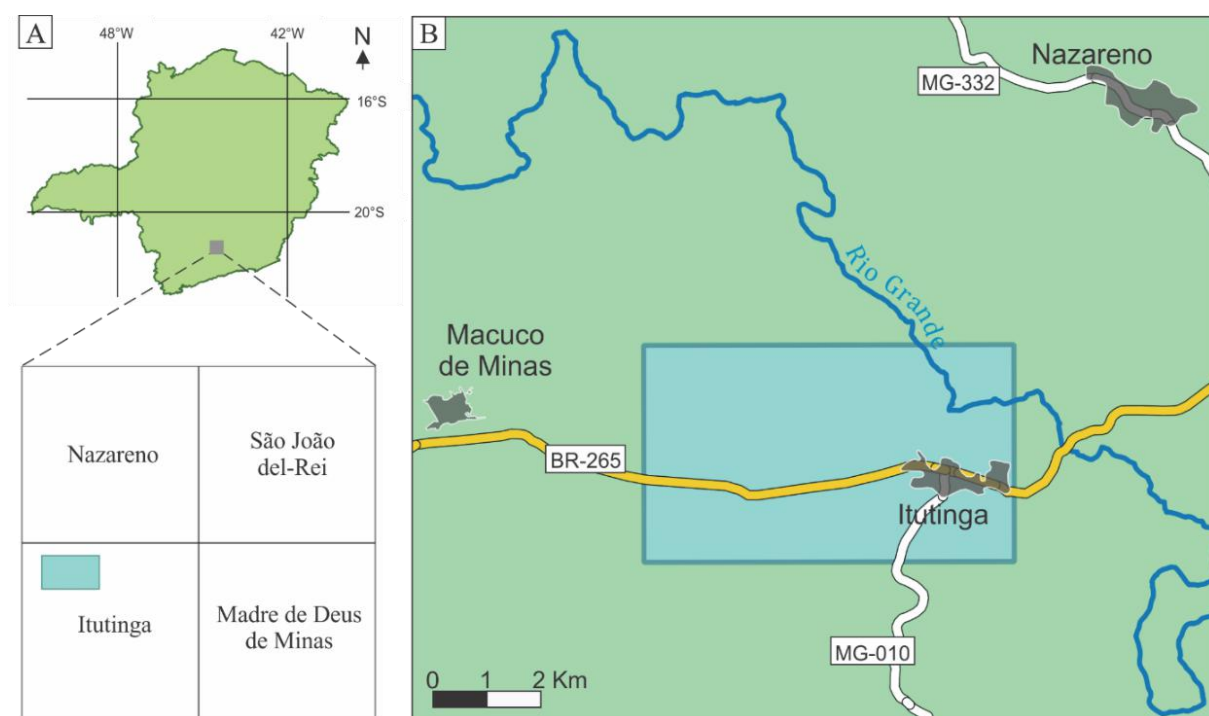 A
48°W
42°W
N
16°S
20°S
Nazareno
São João
del-Rei
Itutinga
Madre de Deus
de Minas
B
Nazareno
MG-332
Rio Grande
Macuco
de Minas
BR-265
Itutinga
MG-010
0 1 2 Km